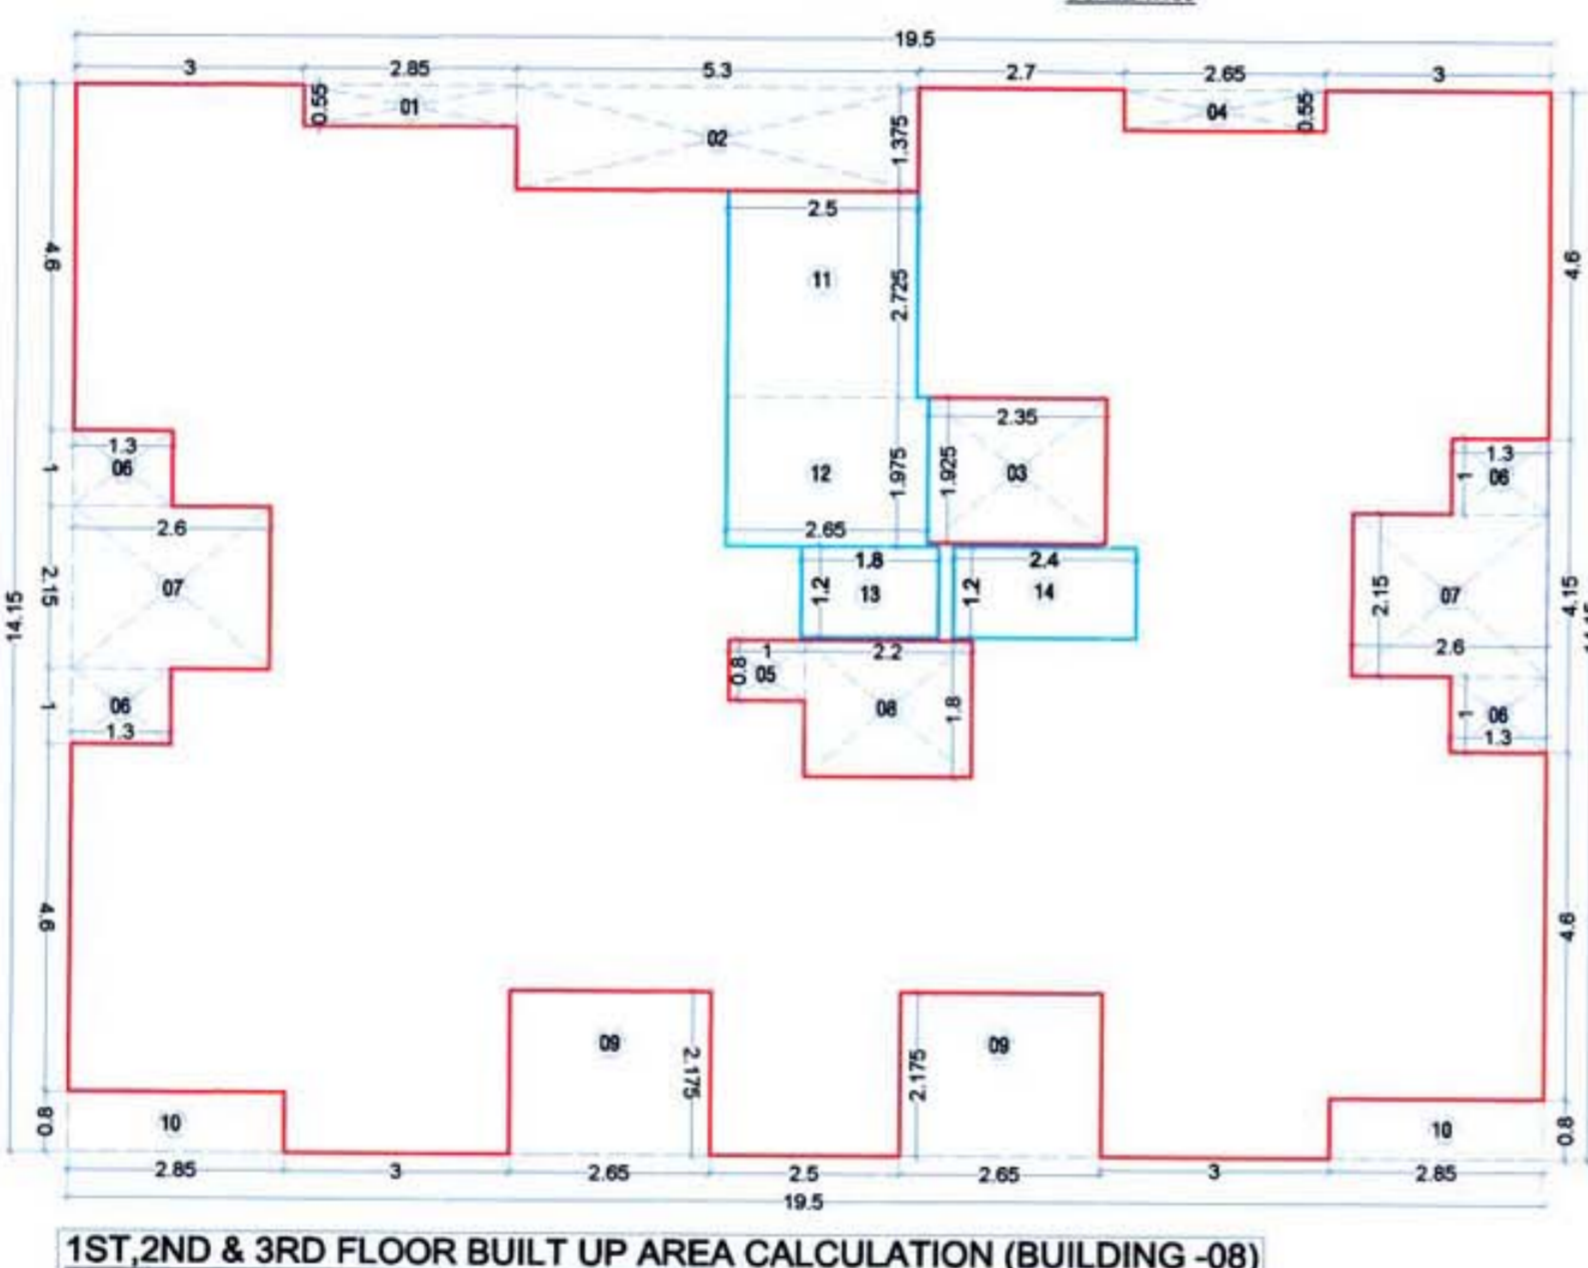 19.5
3 2.85 5.3 2.7 2.65 3
0.55 01 02 1.375 04 0.55
2.5
4.6 11 2.725 4.6
2.35
1.3 1.3
1 06 12 1.975 1.925 03 1 06
2.6 2.65
1.8 2.4
14.15 2.15 07 1.2 13 1.2 14 2.15 07 4.15
1 2.2 2.6
0.8 05
1 06 08 1.8 1 06
1.3 1.3
4.6 4.6
09 2.175 2.175 09
0.8 10 10 0.8
2.85 3 2.65 2.5 2.65 3 2.85
19.5
1ST,2ND & 3RD FLOOR BUILT UP AREA CALCULATION (BUILDING -08)